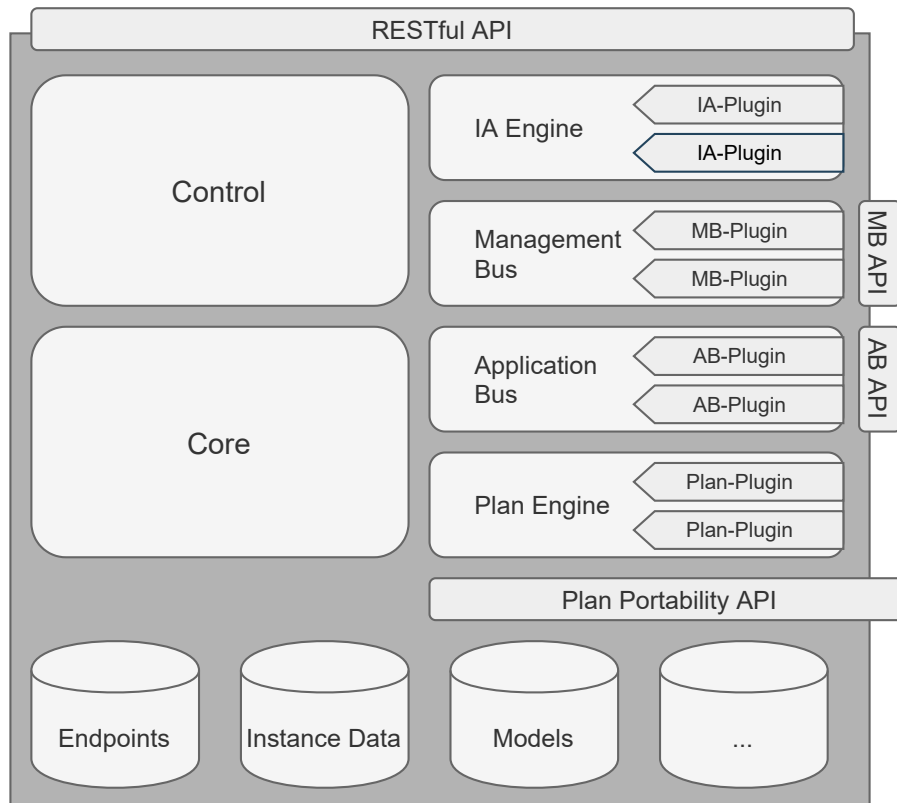 RESTful API
Control
IA Engine
IA-Plugin
IA-Plugin
Management
Bus
MB-Plugin
MB-Plugin
MB API
Core
Application
Bus
AB-Plugin
AB-Plugin
AB API
Plan Engine
Plan-Plugin
Plan-Plugin
Plan Portability API
Endpoints
Instance Data
Models
...